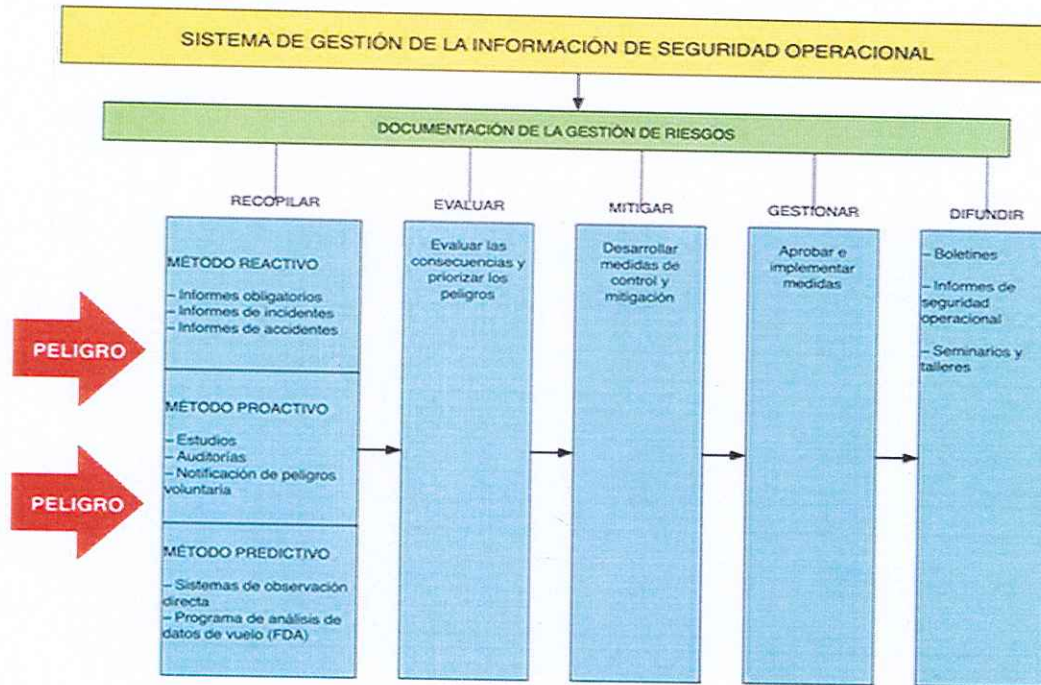 SISTEMA DE GESTIÓN DE LA INFORMACIÓN DE SEGURIDAD OPERACIONAL
DOCUMENTACIÓN DE LA GESTIÓN DE RIESGOS
RECOPILAR
MÉTODO REACTIVO
– Informes obligatorios
– Informes de incidentes
– Informes de accidentes
MÉTODO PROACTIVO
– Estudios
– Auditorías
– Notificación de peligros
voluntaria
MÉTODO PREDICTIVO
– Sistemas de observación
directa
– Programa de análisis de
datos de vuelo (FDA)
PELIGRO
PELIGRO
EVALUAR
Evaluar las
consecuencias y
priorizar los
peligros
MITIGAR
Desarrollar
medidas de
control y
mitigación
GESTIONAR
Aprobar e
implementar
medidas
DIFUNDIR
– Boletines
– Informes de
seguridad
operacional
– Seminarios y
talleres